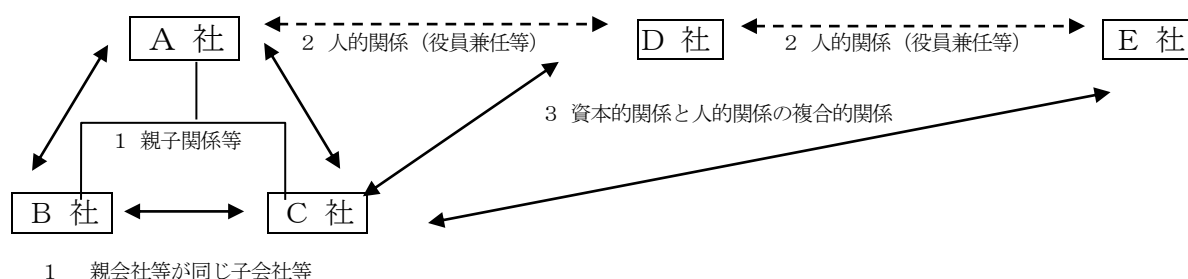 A 社
2 人的関係（役員兼任等）
D 社
2 人的関係（役員兼任等）
E 社
3 資本的関係と人的関係の複合的関係
1 親子関係等
B 社
C 社
1 親会社等が同じ子会社等